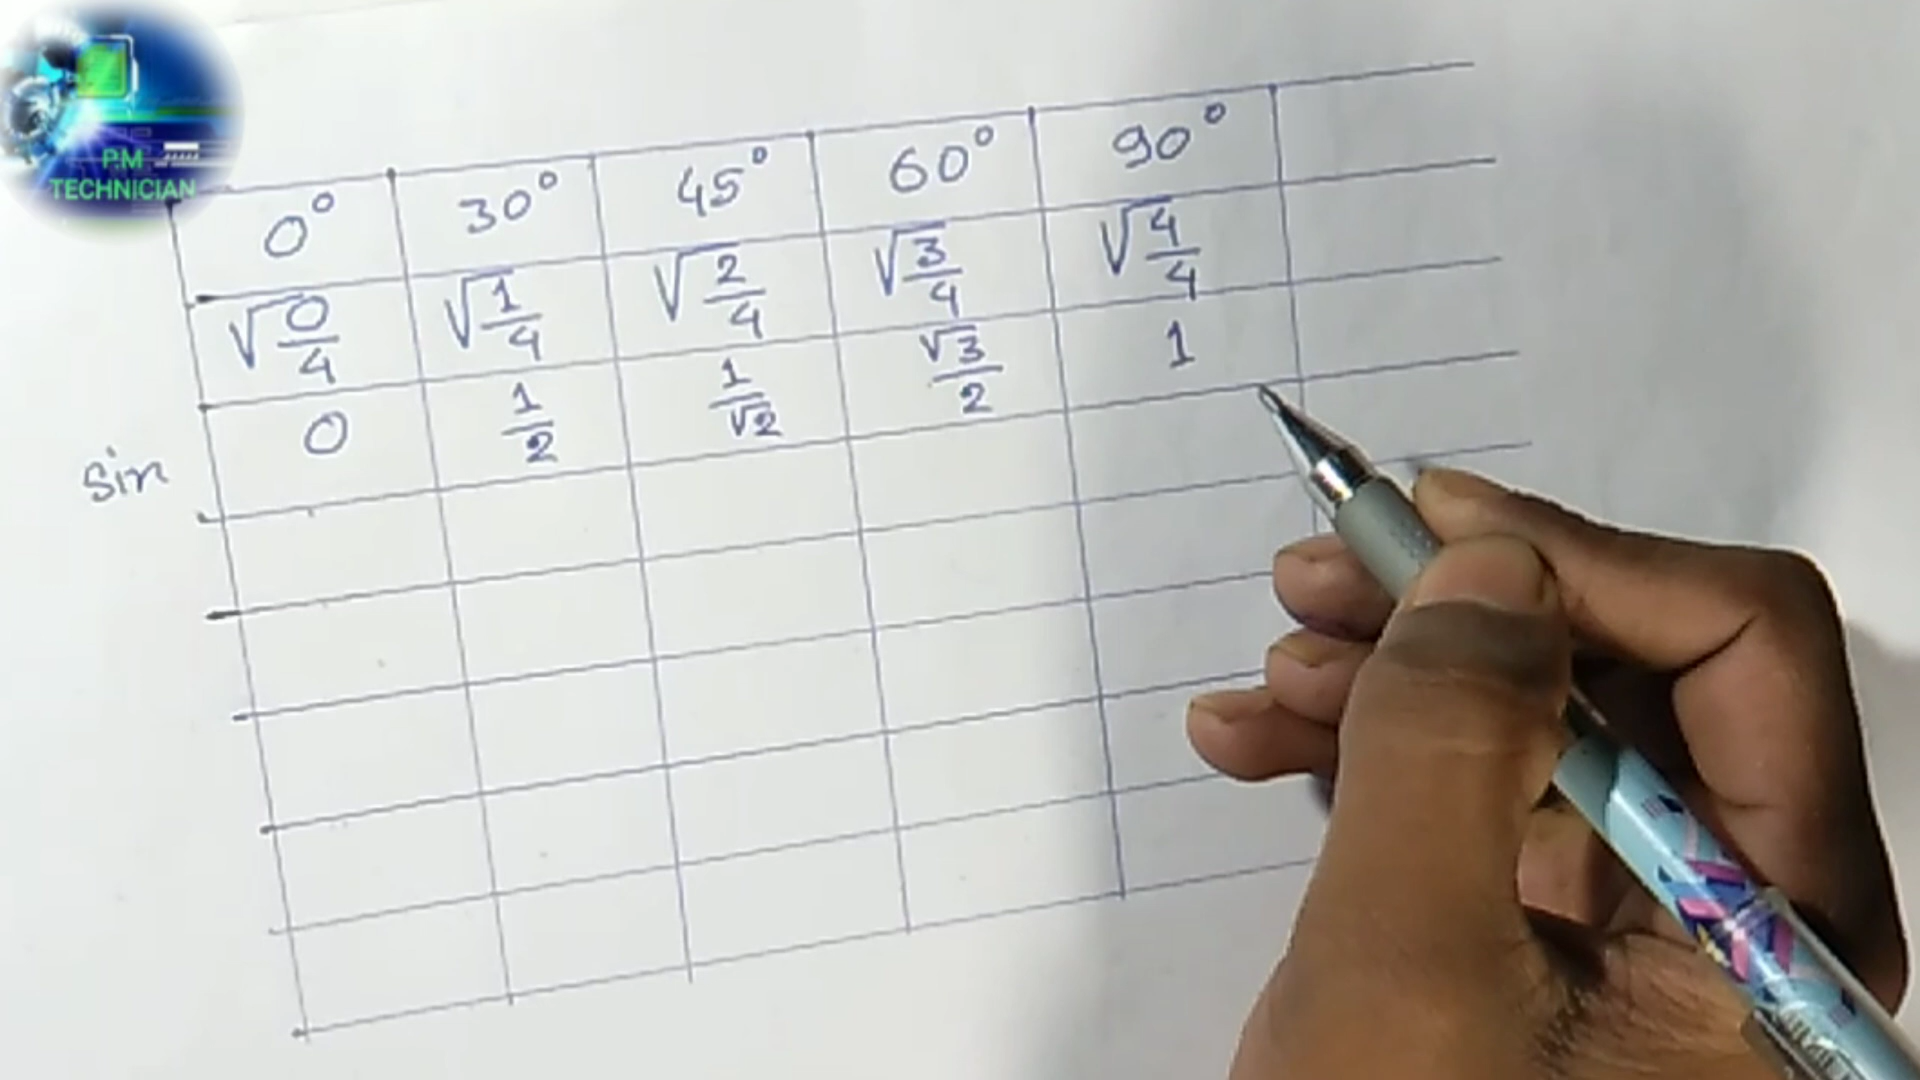 P.M
TECHNICIAN
0° 30° 45° 60° 90°
√0/4 √1/4 √2/4 √3/4 √4/4
sin 0 1/2 1/√2 √3/2 1